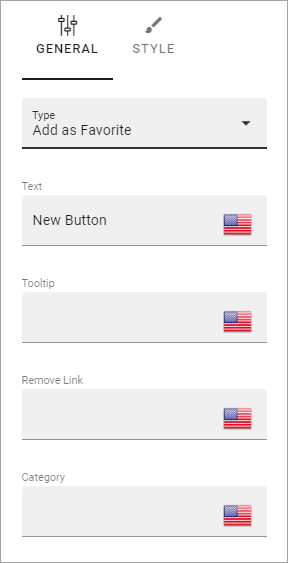 GENERAL STYLE
Type
Add as Favorite
Text
New Button
Tooltip
Remove Link
Category